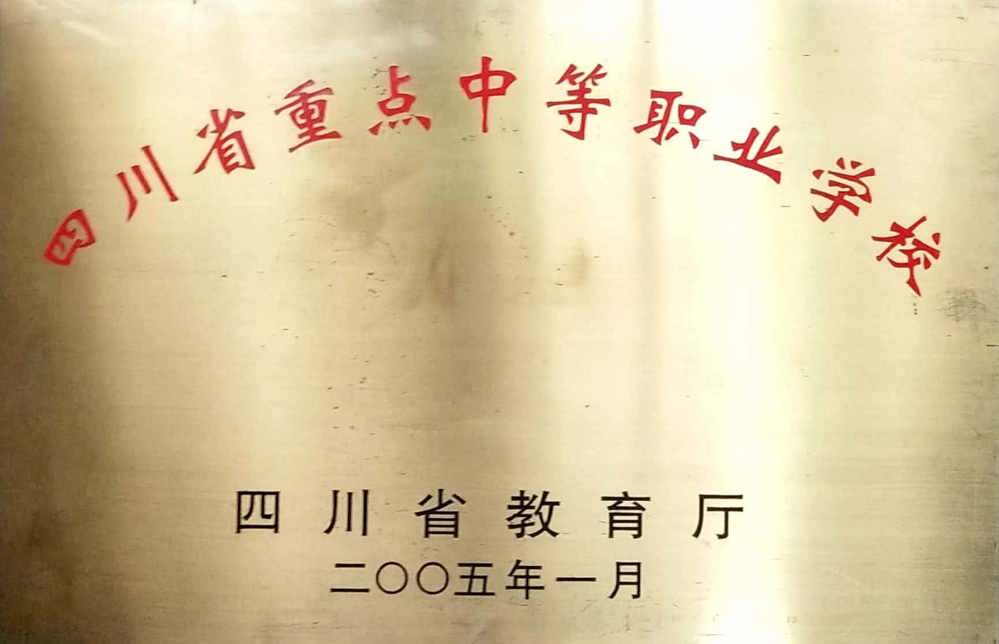 四川省重点中等职业学校
四川省教育厅
二〇〇五年一月